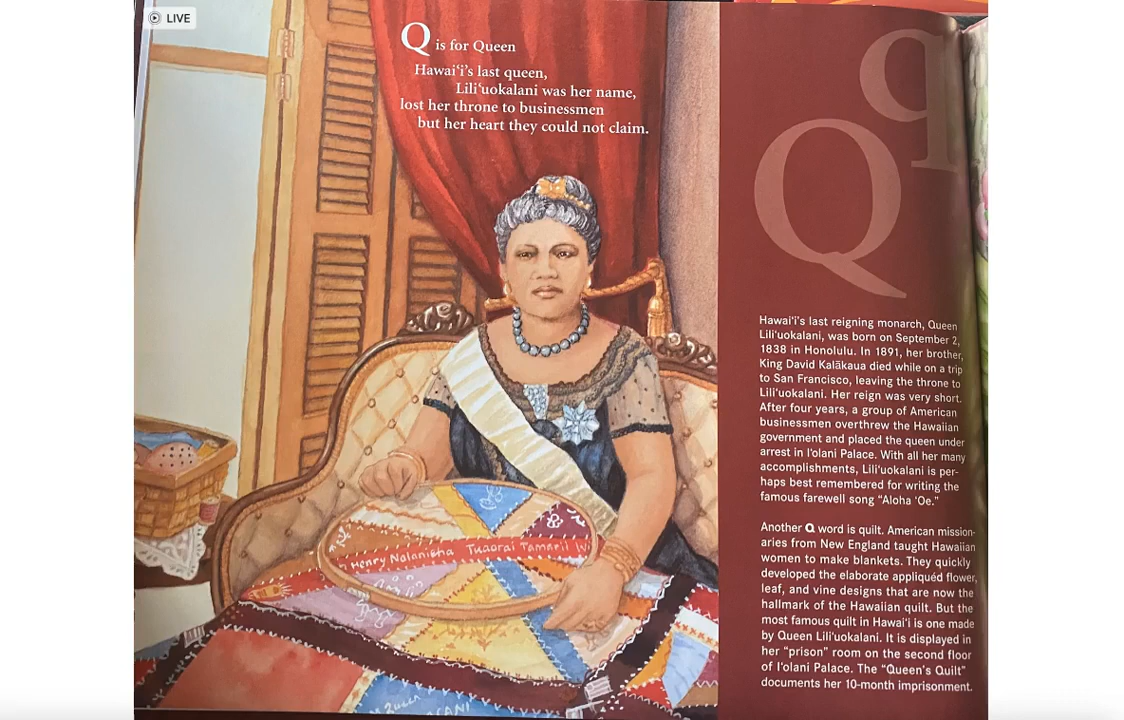 LIVE
Q is for Queen
Hawai‘i’s last queen,
Lili‘uokalani was her name,
lost her throne to businessmen
but her heart they could not claim.
q
Q
Hawai‘i’s last reigning monarch, Queen
Lili‘uokalani, was born on September 2,
1838 in Honolulu. In 1891, her brother,
King David Kalākaua died while on a trip
to San Francisco, leaving the throne to
Lili‘uokalani. Her reign was very short.
After four years, a group of American
businessmen overthrew the Hawaiian
government and placed the queen under
arrest in I‘olani Palace. With all her many
accomplishments, Lili‘uokalani is per-
haps best remembered for writing the
famous farewell song “Aloha ‘Oe.”
Another Q word is quilt. American mission-
aries from New England taught Hawaiian
women to make blankets. They quickly
developed the elaborate appliquéd flower,
leaf, and vine designs that are now the
hallmark of the Hawaiian quilt. But the
most famous quilt in Hawai‘i is one made
by Queen Lili‘uokalani. It is displayed in
her “prison” room on the second floor
of I‘olani Palace. The “Queen’s Quilt”
documents her 10-month imprisonment.
Henry
Queen